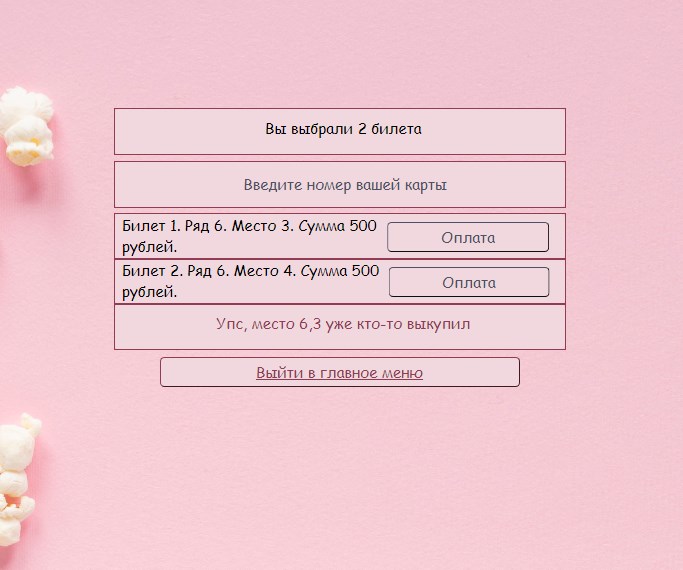 Вы выбрали 2 билета
Введите номер вашей карты
Билет 1. Ряд 6. Место 3. Сумма 500
рублей.
Оплата
Билет 2. Ряд 6. Место 4. Сумма 500
рублей.
Оплата
Упс, место 6,3 уже кто-то выкупил
Выйти в главное меню